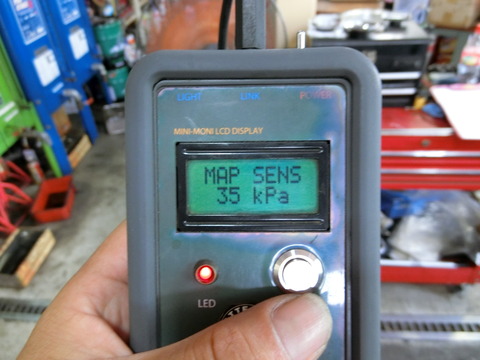 LIGHT LINK POWER
MINI-MONI LCD DISPLAY
MAP SENS
35 kPa
LED